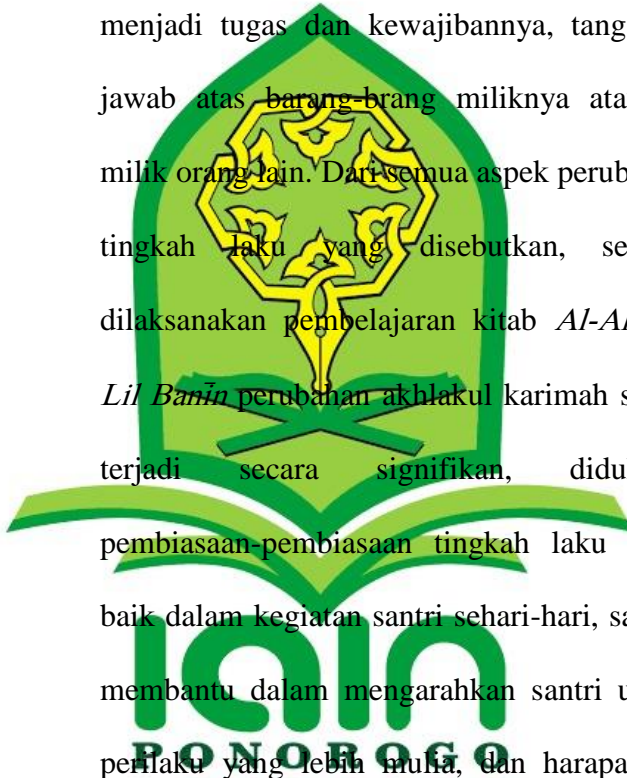 menjadi tugas dan kewajibannya, tang
jawab atas barang-brang miliknya ata
milik orang lain. Dari semua aspek perub
tingkah laku yang disebutkan, se
dilaksanakan pembelajaran kitab Al-Al
Lil Banīn perubahan akhlakul karimah s
terjadi secara signifikan, didu
pembiasaan-pembiasaan tingkah laku
baik dalam kegiatan santri sehari-hari, sa
membantu dalam mengarahkan santri u
iain
PONOROGO
perilaku yang lebih mulia, dan harapa